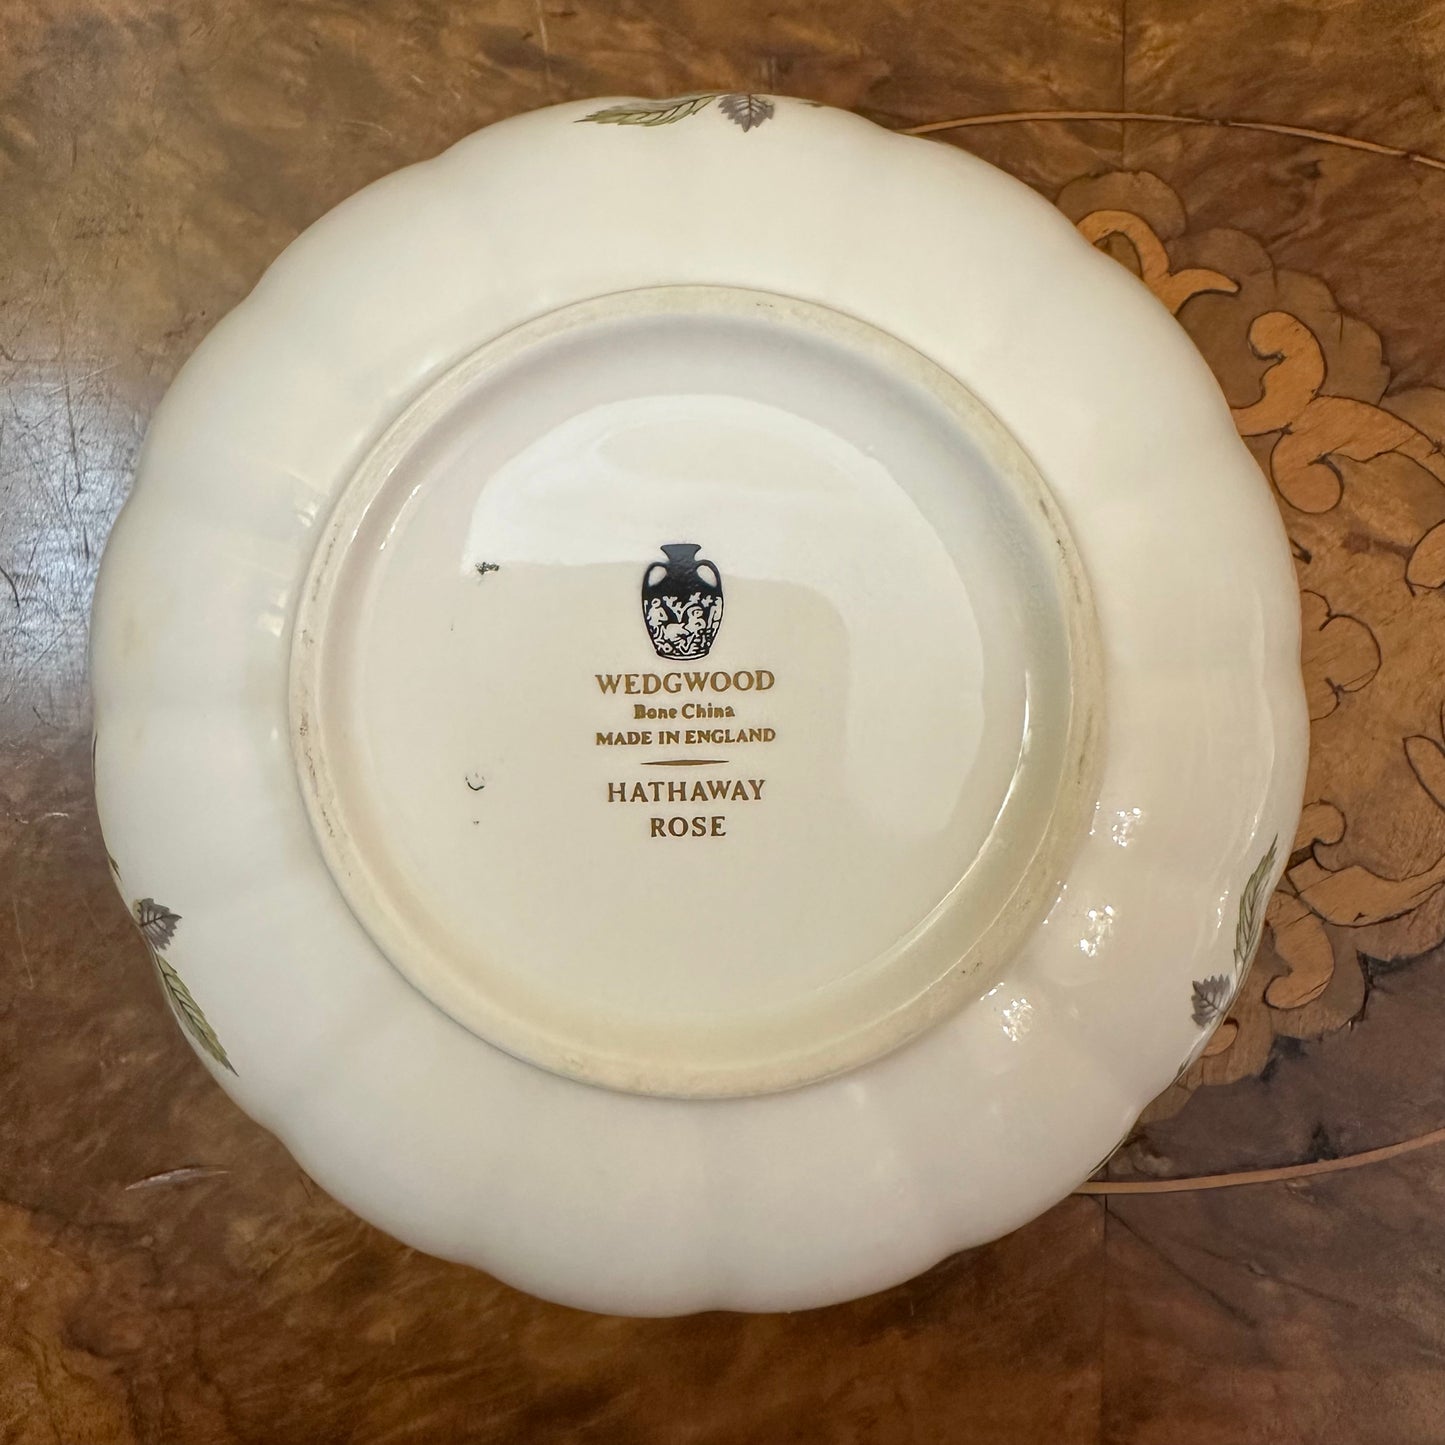 WEDGWOOD
Bone China
MADE IN ENGLAND
HATHAWAY
ROSE